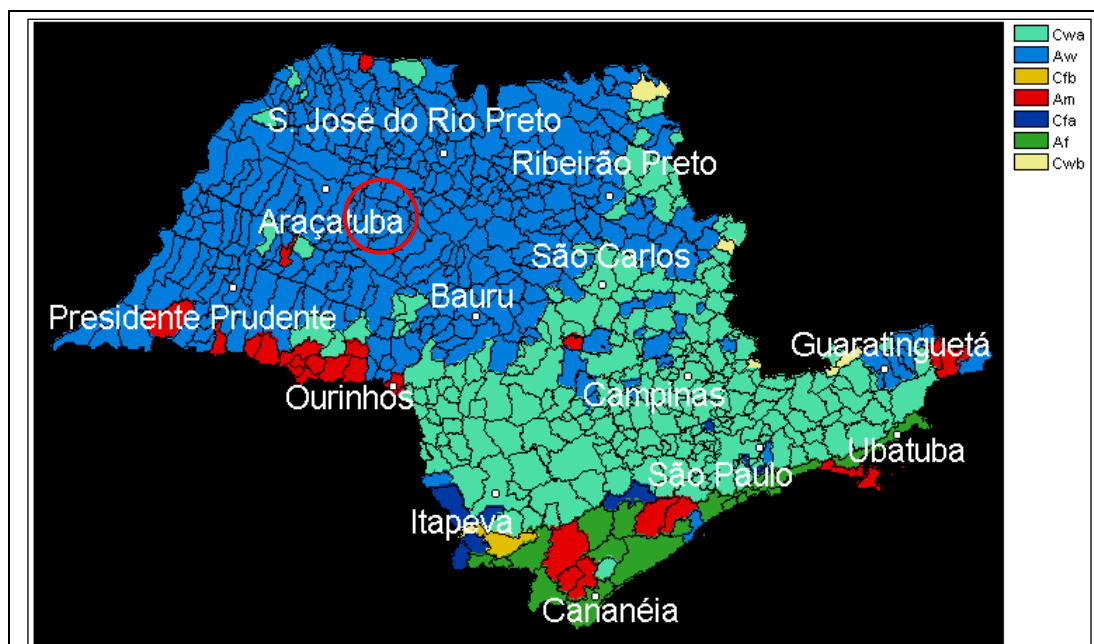 Cwa
Aw
Cfb
Am
Cfa
Af
Cwb
S. José do Rio Preto
Ribeirão Preto
Araçatuba
São Carlos
Bauru
Presidente Prudente
Guaratinguetá
Ourinhos
Campinas
Ubatuba
São Paulo
Itapeva
Cananéia